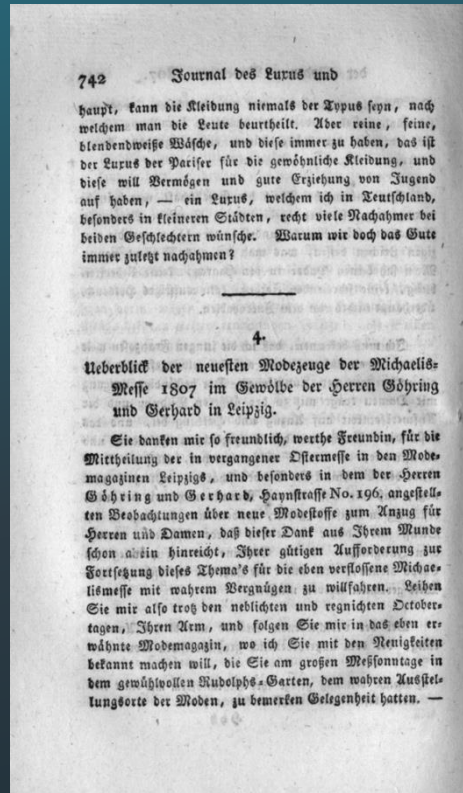 742 Journal des Luxus und
haupt, kann die Kleidung niemals der Typus seyn, nach
welchem man die Leute beurtheilt. Aber reine, feine,
blendendweiße Wäsche, und diese immer zu haben, das ist
der Luxus der Pariser für die gewöhnliche Kleidung, und
diese will Vermögen und gute Erziehung von Jugend
auf haben, — ein Luxus, welchem ich in Teutschland,
besonders in kleineren Städten, recht viele Nachahmer bei
beiden Geschlechtern wünsche. Warum wir doch das Gute
immer zuletzt nachahmen?
4.
Ueberblick der neuesten Modezeuge der Michaelis-
Messe 1807 im Gewölbe der Herren Göhring
und Gerhard in Leipzig.
Sie danken mir so freundlich, werthe Freundin, für die
Mittheilung der in vergangener Ostermesse in den Mode-
magazinen Leipzigs, und besonders in dem der Herren
Göhring und Gerhard, Haynstrasse No. 196. angestell-
ten Beobachtungen über neue Modestoffe zum Anzug für
Herren und Damen, daß dieser Dank aus Ihrem Munde
schon allein hinreicht, Ihrer gütigen Aufforderung zur
Fortsetzung dieses Thema's für die eben verflossene Michae-
lismesse mit wahrem Vergnügen zu willfahren. Leihen
Sie mir also trotz den neblichten und regnichten October-
tagen, Ihren Arm, und folgen Sie mir in das eben er-
wähnte Modemagazin, wo ich Sie mit den Neuigkeiten
bekannt machen will, die Sie am großen Meßsonntage in
dem gewühlvollen Rudolphs-Garten, dem wahren Ausstel-
lungsorte der Moden, zu bemerken Gelegenheit hatten. —